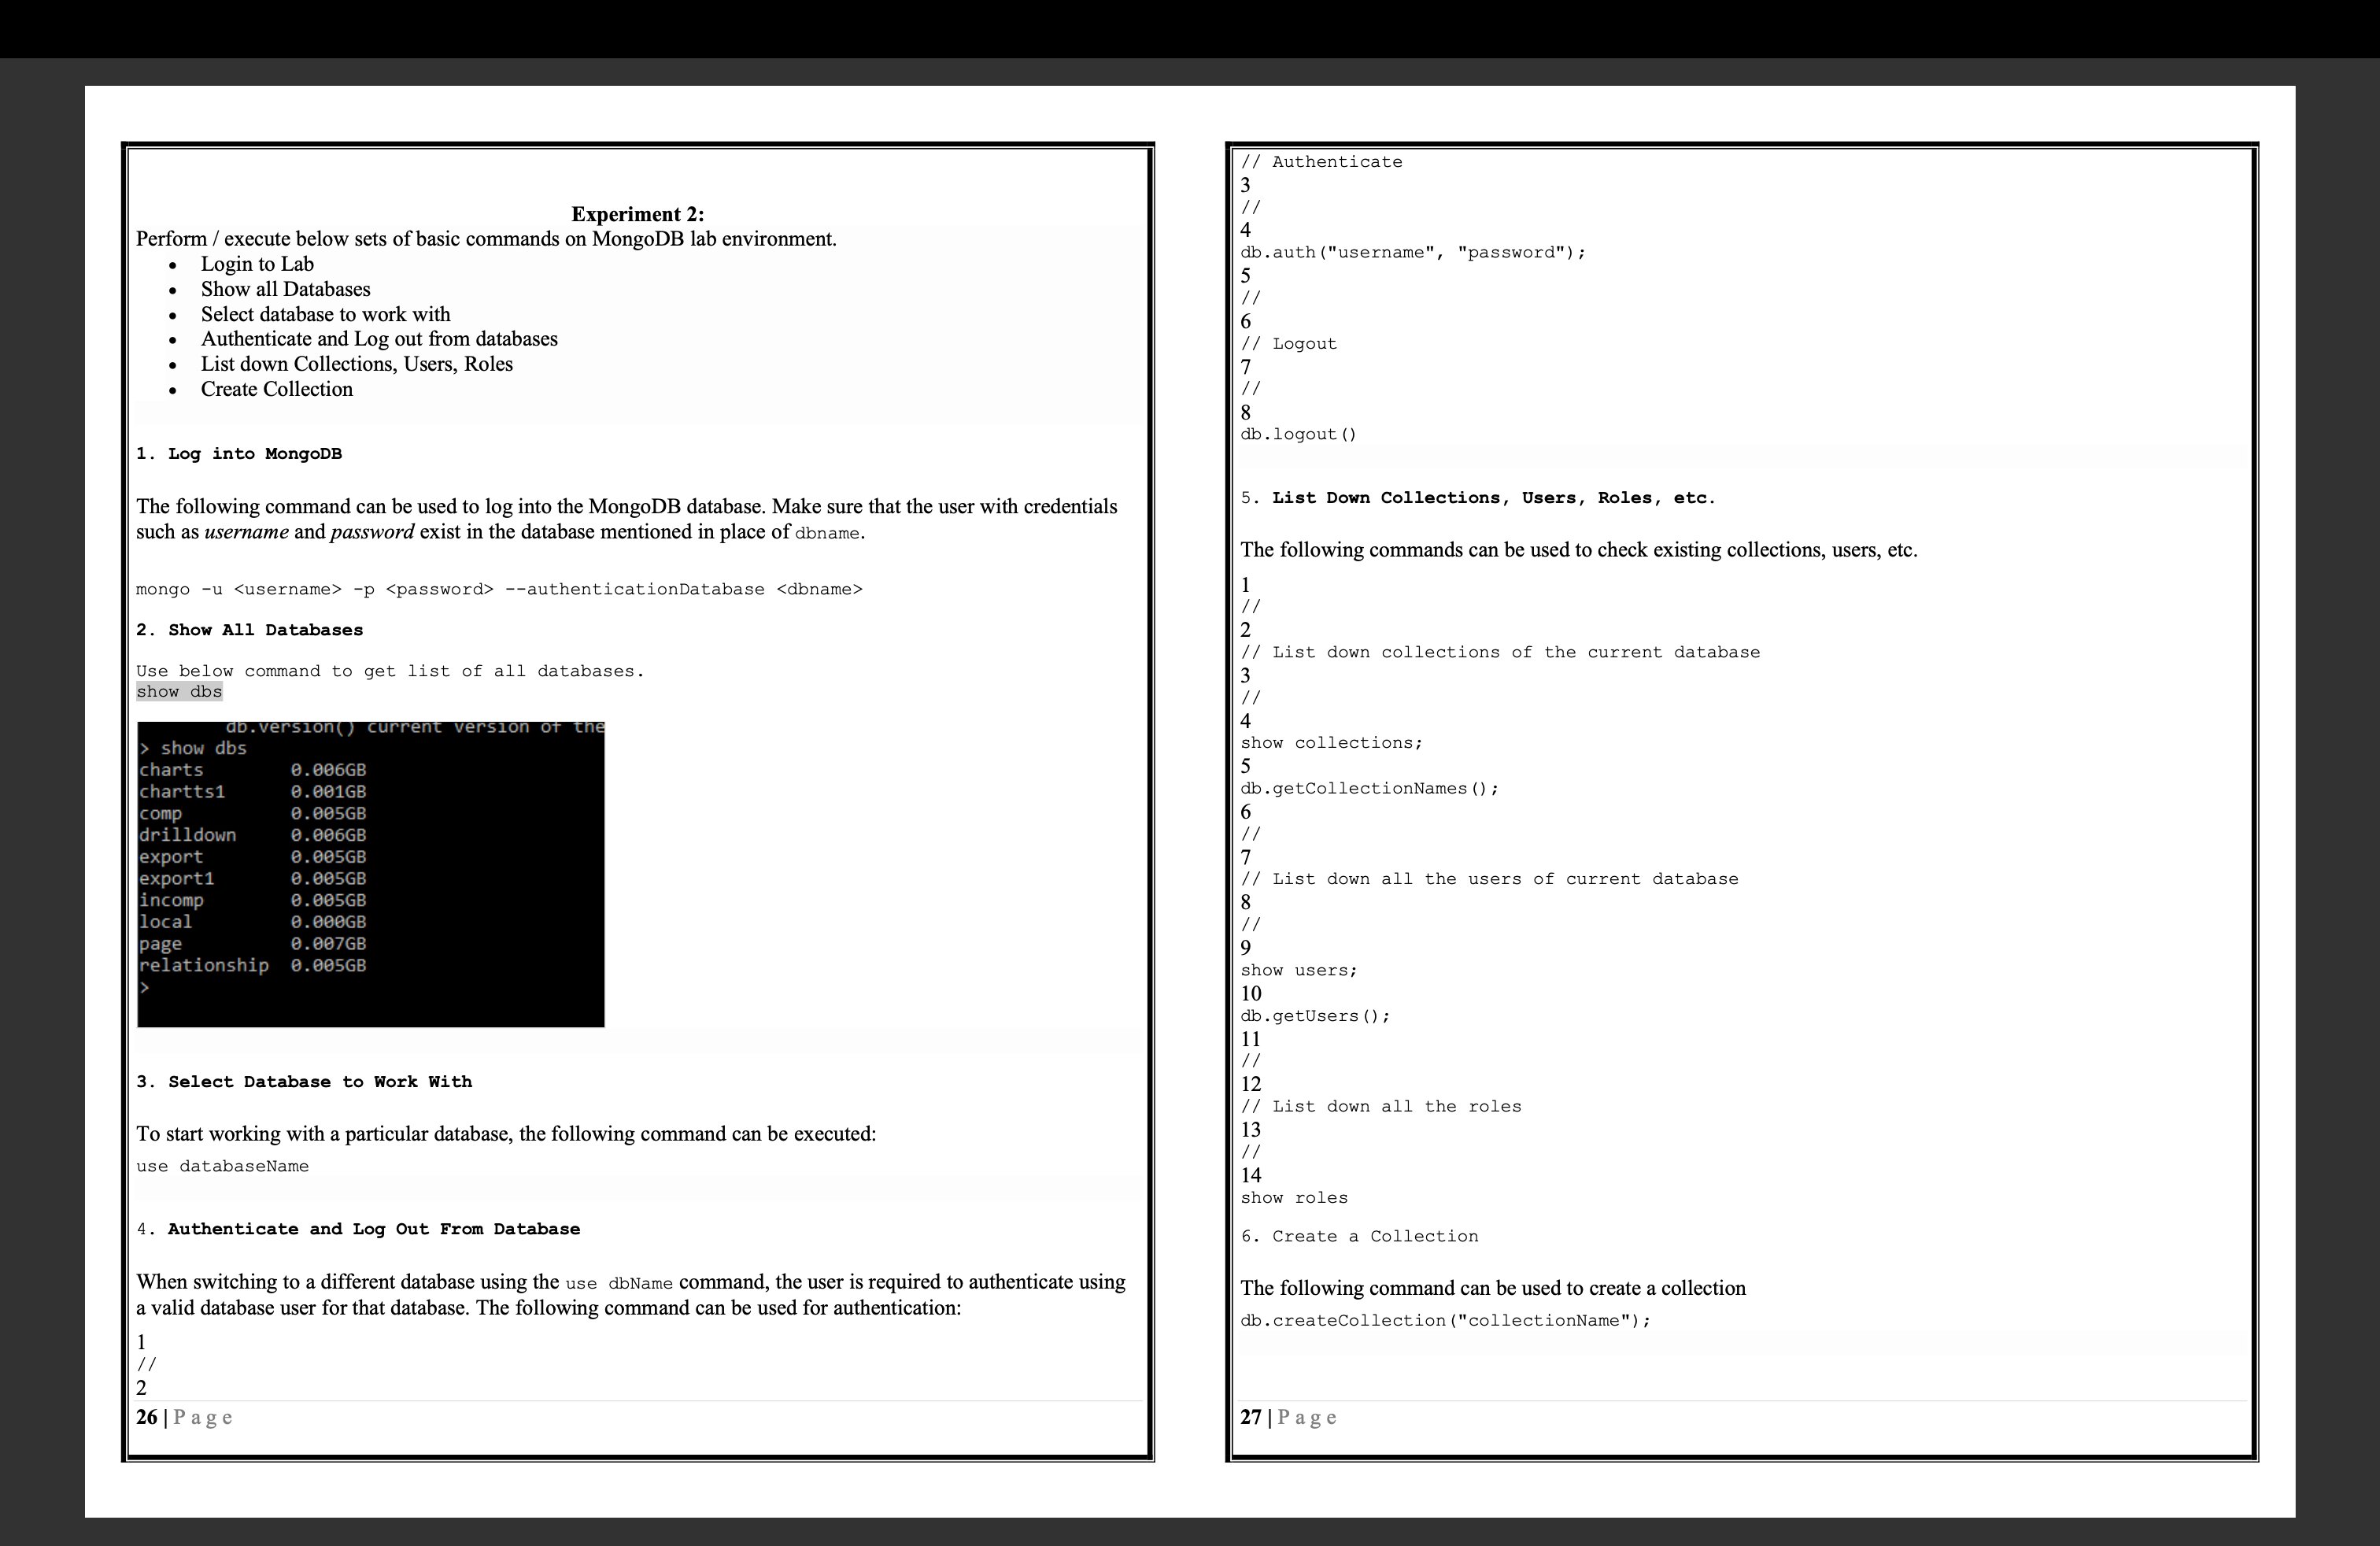 Experiment 2:
Perform / execute below sets of basic commands on MongoDB lab environment.
• Login to Lab
• Show all Databases
• Select database to work with
• Authenticate and Log out from databases
• List down Collections, Users, Roles
• Create Collection
1. Log into MongoDB
The following command can be used to log into the MongoDB database. Make sure that the user with credentials
such as username and password exist in the database mentioned in place of dbname.
mongo -u <username> -p <password> --authenticationDatabase <dbname>
2. Show All Databases
Use below command to get list of all databases.
show dbs
db.version() current version of the
> show dbs
charts 0.006GB
chartts1 0.001GB
comp 0.005GB
drilldown 0.006GB
export 0.005GB
export1 0.005GB
incomp 0.005GB
local 0.000GB
page 0.007GB
relationship 0.005GB
>
3. Select Database to Work With
To start working with a particular database, the following command can be executed:
use databaseName
4. Authenticate and Log Out From Database
When switching to a different database using the use dbName command, the user is required to authenticate using
a valid database user for that database. The following command can be used for authentication:
1
//
2
26 | Page
// Authenticate
3
//
4
db.auth("username", "password");
5
//
6
// Logout
7
//
8
db.logout()
5. List Down Collections, Users, Roles, etc.
The following commands can be used to check existing collections, users, etc.
1
//
2
// List down collections of the current database
3
//
4
show collections;
5
db.getCollectionNames();
6
//
7
// List down all the users of current database
8
//
9
show users;
10
db.getUsers();
11
//
12
// List down all the roles
13
//
14
show roles
6. Create a Collection
The following command can be used to create a collection
db.createCollection("collectionName");
27 | Page